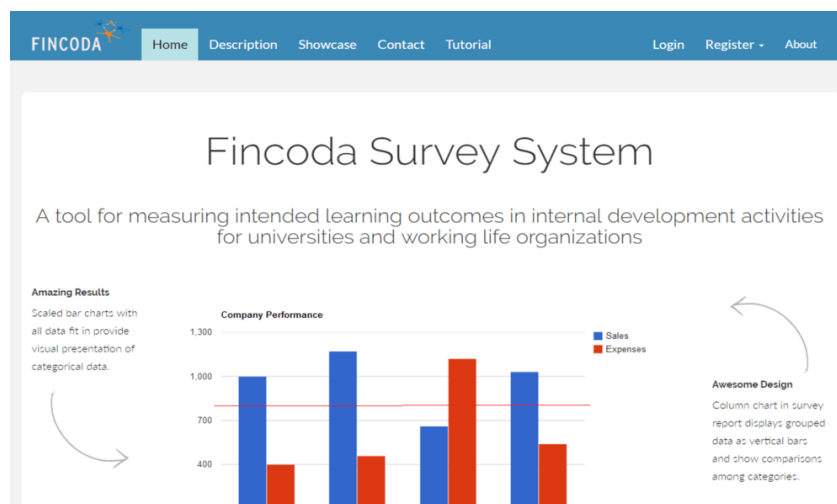 FINCODA
Home Description Showcase Contact Tutorial Login Register About
Fincoda Survey System
A tool for measuring intended learning outcomes in internal development activities
for universities and working life organizations
Amazing Results
Scaled bar charts with
all data fit in provide
visual presentation of
categorical data.
Company Performance
1,300
1,000
700
400
Sales
Expenses
Awesome Design
Column chart in survey
report displays grouped
data as vertical bars
and show comparisons
among categories.